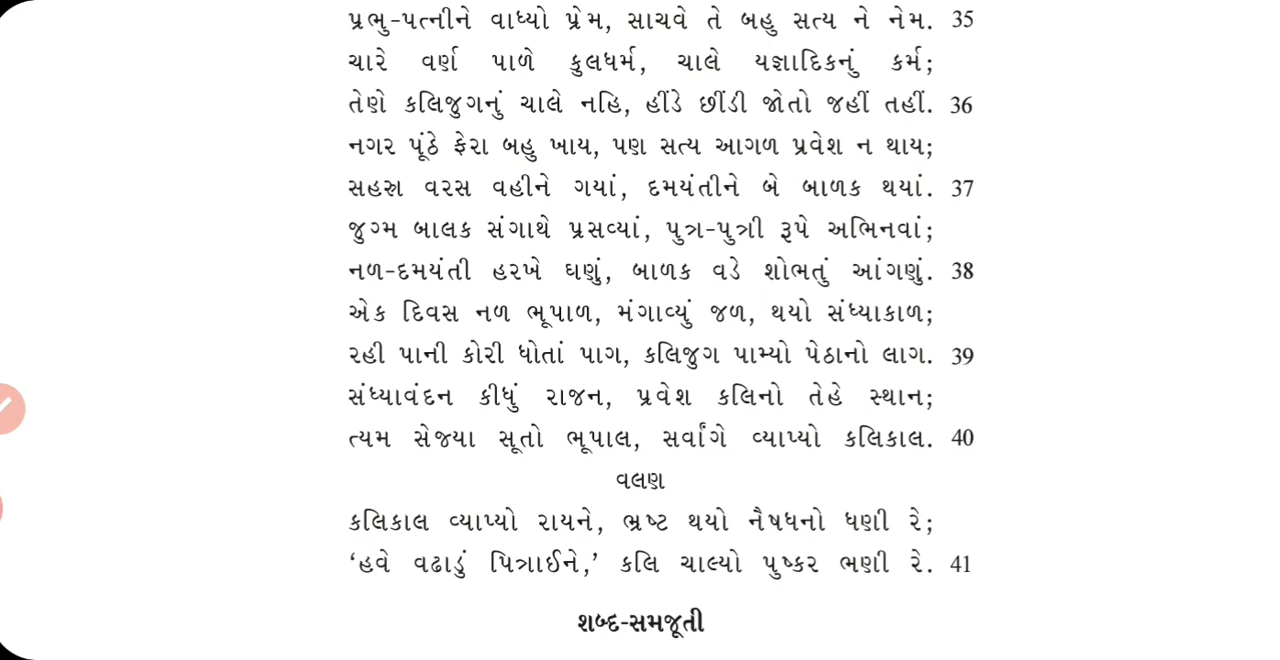 પ્રભુ-પત્નીને વાધ્યો પ્રેમ, સાચવે તે બહુ સત્ય ને નેમ. 35
ચારે વર્ણ પાળે કુલધર્મ, ચાલે યજ્ઞાદિકનું કર્મ;
તેણે કલિજુગનું ચાલે નહિ, હીંડે છીંડી જોતો જહીં તહીં. 36
નગર પૂંઠે ફેરા બહુ ખાય, પણ સત્ય આગળ પ્રવેશ ન થાય;
સહસ્ર વરસ વહીને ગયાં, દમયંતીને બે બાળક થયાં. 37
જુગ્મ બાલક સંગાથે પ્રસવ્યાં, પુત્ર-પુત્રી રૂપે અભિનવાં;
નળ-દમયંતી હરખે ઘણું, બાળક વડે શોભતું આંગણું. 38
એક દિવસ નળ ભૂપાળ, મંગાવ્યું જળ, થયો સંધ્યાકાળ;
રહી પાની કોરી ધોતાં પાગ, કલિજુગ પામ્યો પેઠાનો લાગ. 39
સંધ્યાવંદન કીધું રાજન, પ્રવેશ કલિનો તેહે સ્થાન;
ત્યમ સેજયા સૂતો ભૂપાલ, સર્વાંગે વ્યાપ્યો કલિકાલ. 40
વલણ
કલિકાલ વ્યાપ્યો રાયને, ભ્રષ્ટ થયો નૈષધનો ધણી રે;
‘હવે વઢાડું પિત્રાઈને,’ કલિ ચાલ્યો પુષ્કર ભણી રે. 41
શબ્દ-સમજૂતી